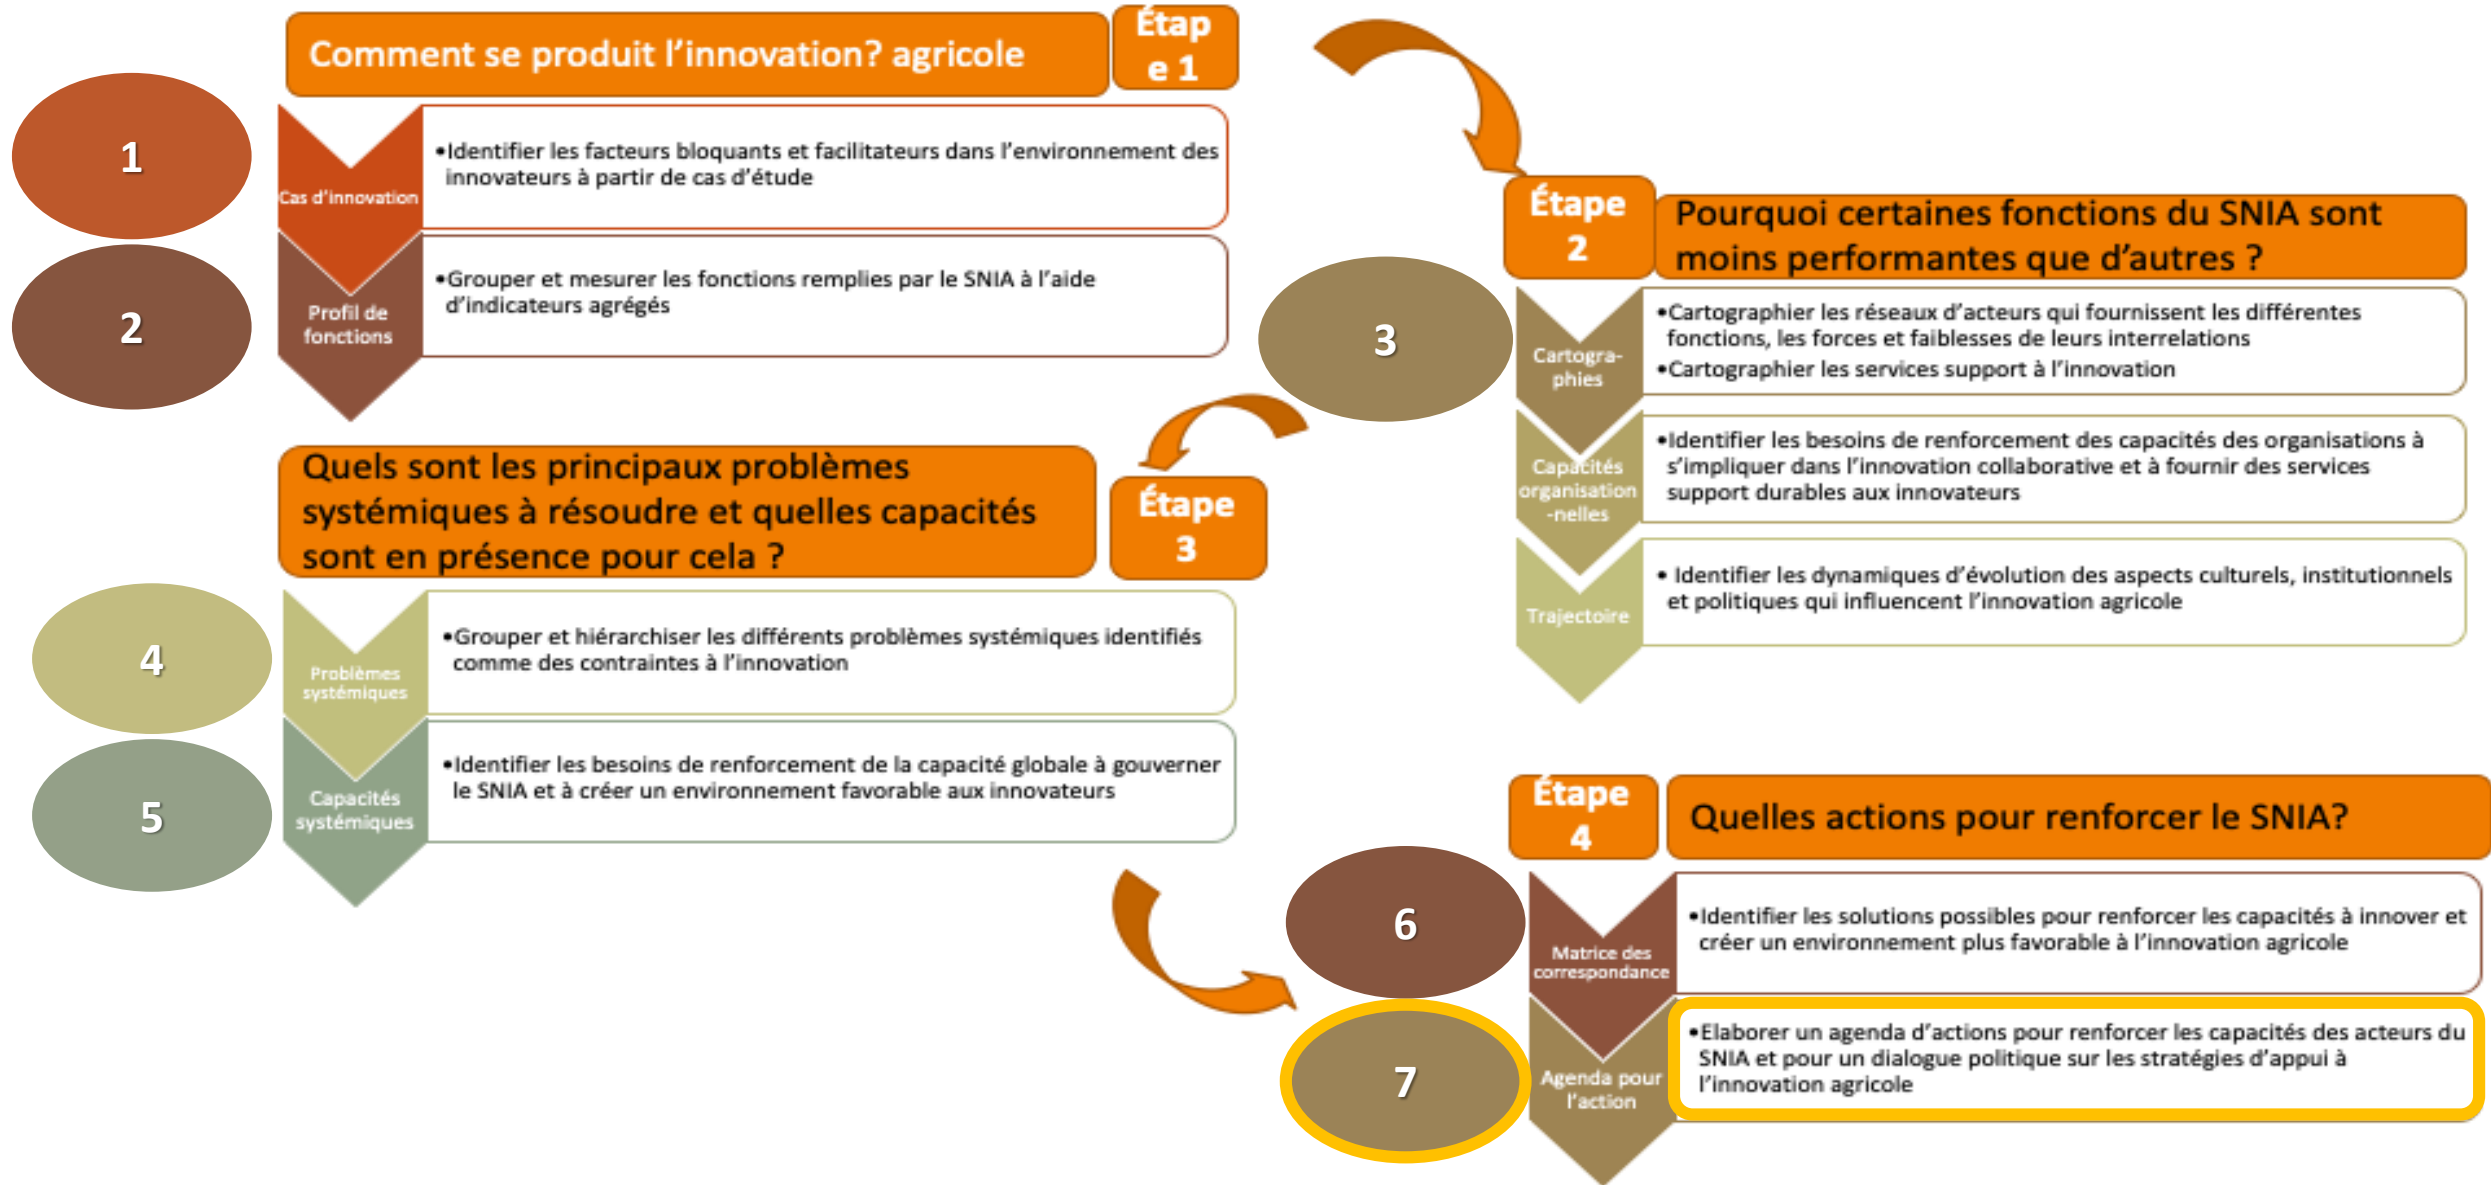 Comment se produit l'innovation? agricole
Étap
e 1
1
Cas d'innovation
•Identifier les facteurs bloquants et facilitateurs dans l'environnement des
innovateurs à partir de cas d'étude
2
Profil de
fonctions
•Grouper et mesurer les fonctions remplies par le SNIA à l'aide
d'indicateurs agrégés
Étape
2
Pourquoi certaines fonctions du SNIA sont
moins performantes que d'autres ?
3
Cartogra-
phies
•Cartographier les réseaux d'acteurs qui fournissent les différentes
fonctions, les forces et faiblesses de leurs interrelations
•Cartographier les services support à l'innovation
Capacités
organisation
-nelles
•Identifier les besoins de renforcement des capacités des organisations à
s'impliquer dans l'innovation collaborative et à fournir des services
support durables aux innovateurs
Trajectoire
• Identifier les dynamiques d'évolution des aspects culturels, institutionnels
et politiques qui influencent l'innovation agricole
Quels sont les principaux problèmes
systémiques à résoudre et quelles capacités
sont en présence pour cela ?
Étape
3
4
Problèmes
systémiques
•Grouper et hiérarchiser les différents problèmes systémiques identifiés
comme des contraintes à l'innovation
5
Capacités
systémiques
•Identifier les besoins de renforcement de la capacité globale à gouverner
le SNIA et à créer un environnement favorable aux innovateurs
Étape
4
Quelles actions pour renforcer le SNIA?
6
Matrice des
correspondance
•Identifier les solutions possibles pour renforcer les capacités à innover et
créer un environnement plus favorable à l'innovation agricole
7
Agenda pour
l'action
•Elaborer un agenda d'actions pour renforcer les capacités des acteurs du
SNIA et pour un dialogue politique sur les stratégies d'appui à
l'innovation agricole